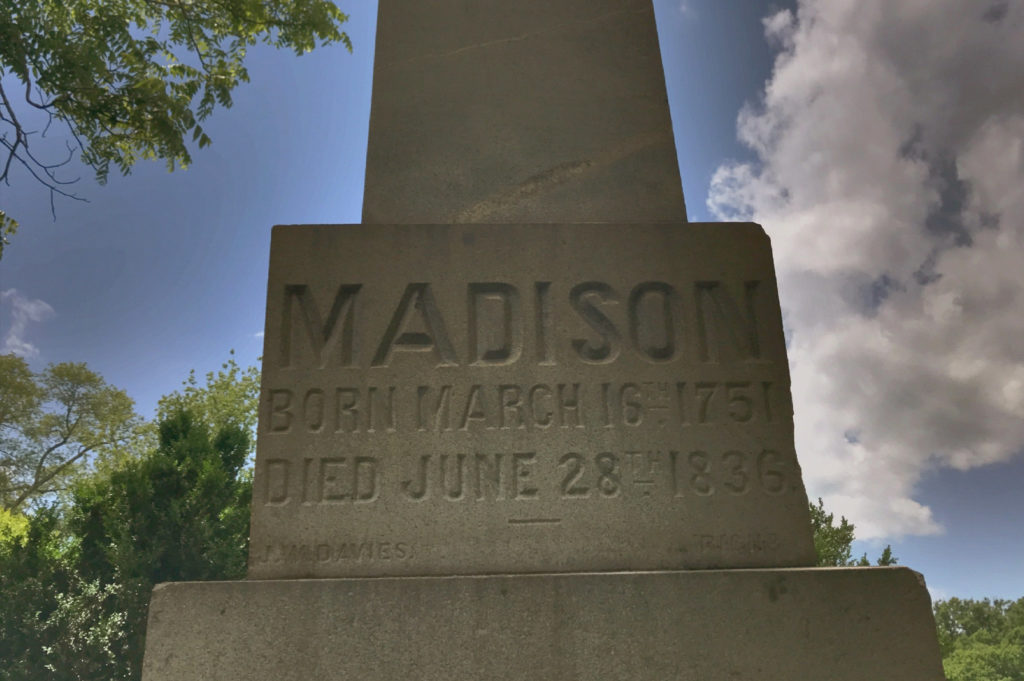 MADISON
BORN MARCH 16TH 1751
DIED JUNE 28TH 1836.
J.W. DAVIES